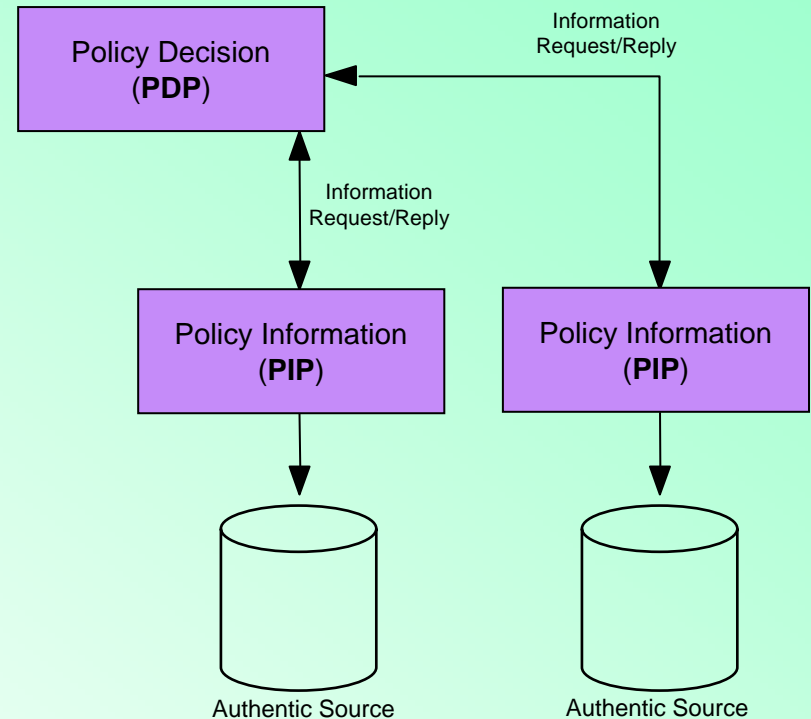 Policy Decision
(PDP)
Information
Request/Reply
Information
Request/Reply
Policy Information
(PIP)
Policy Information
(PIP)
Authentic Source
Authentic Source